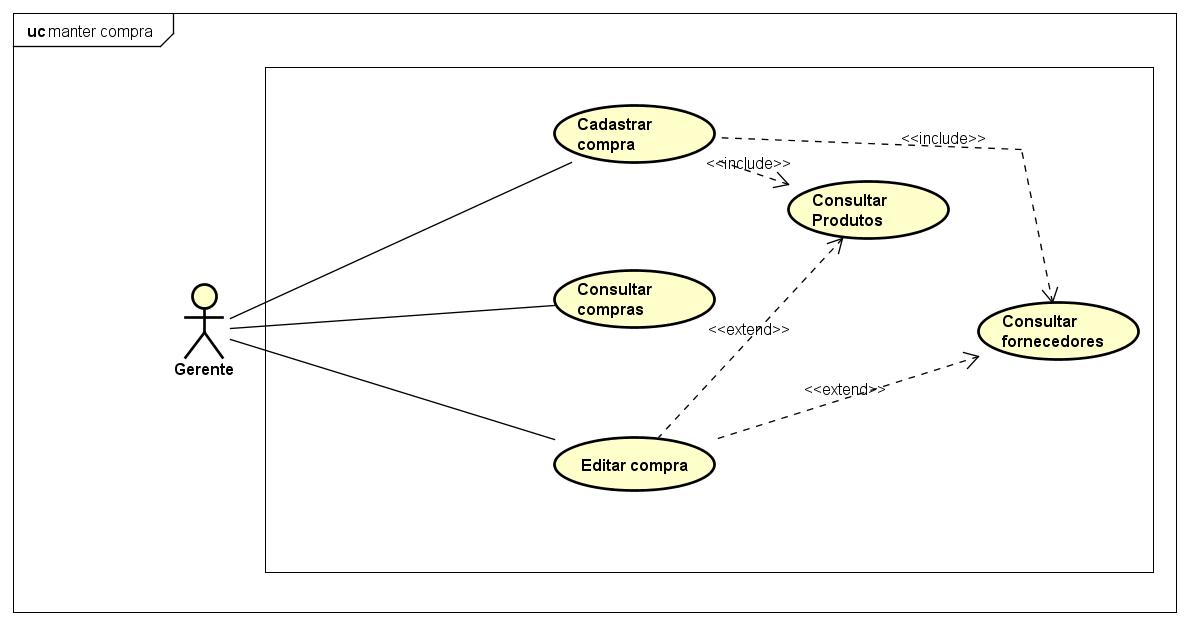 uc manter compra
Cadastrar
compra
<<include>>
<<include>>
Consultar
Produtos
Consultar
compras
Consultar
fornecedores
<<extend>>
Gerente
<<extend>>
Editar compra